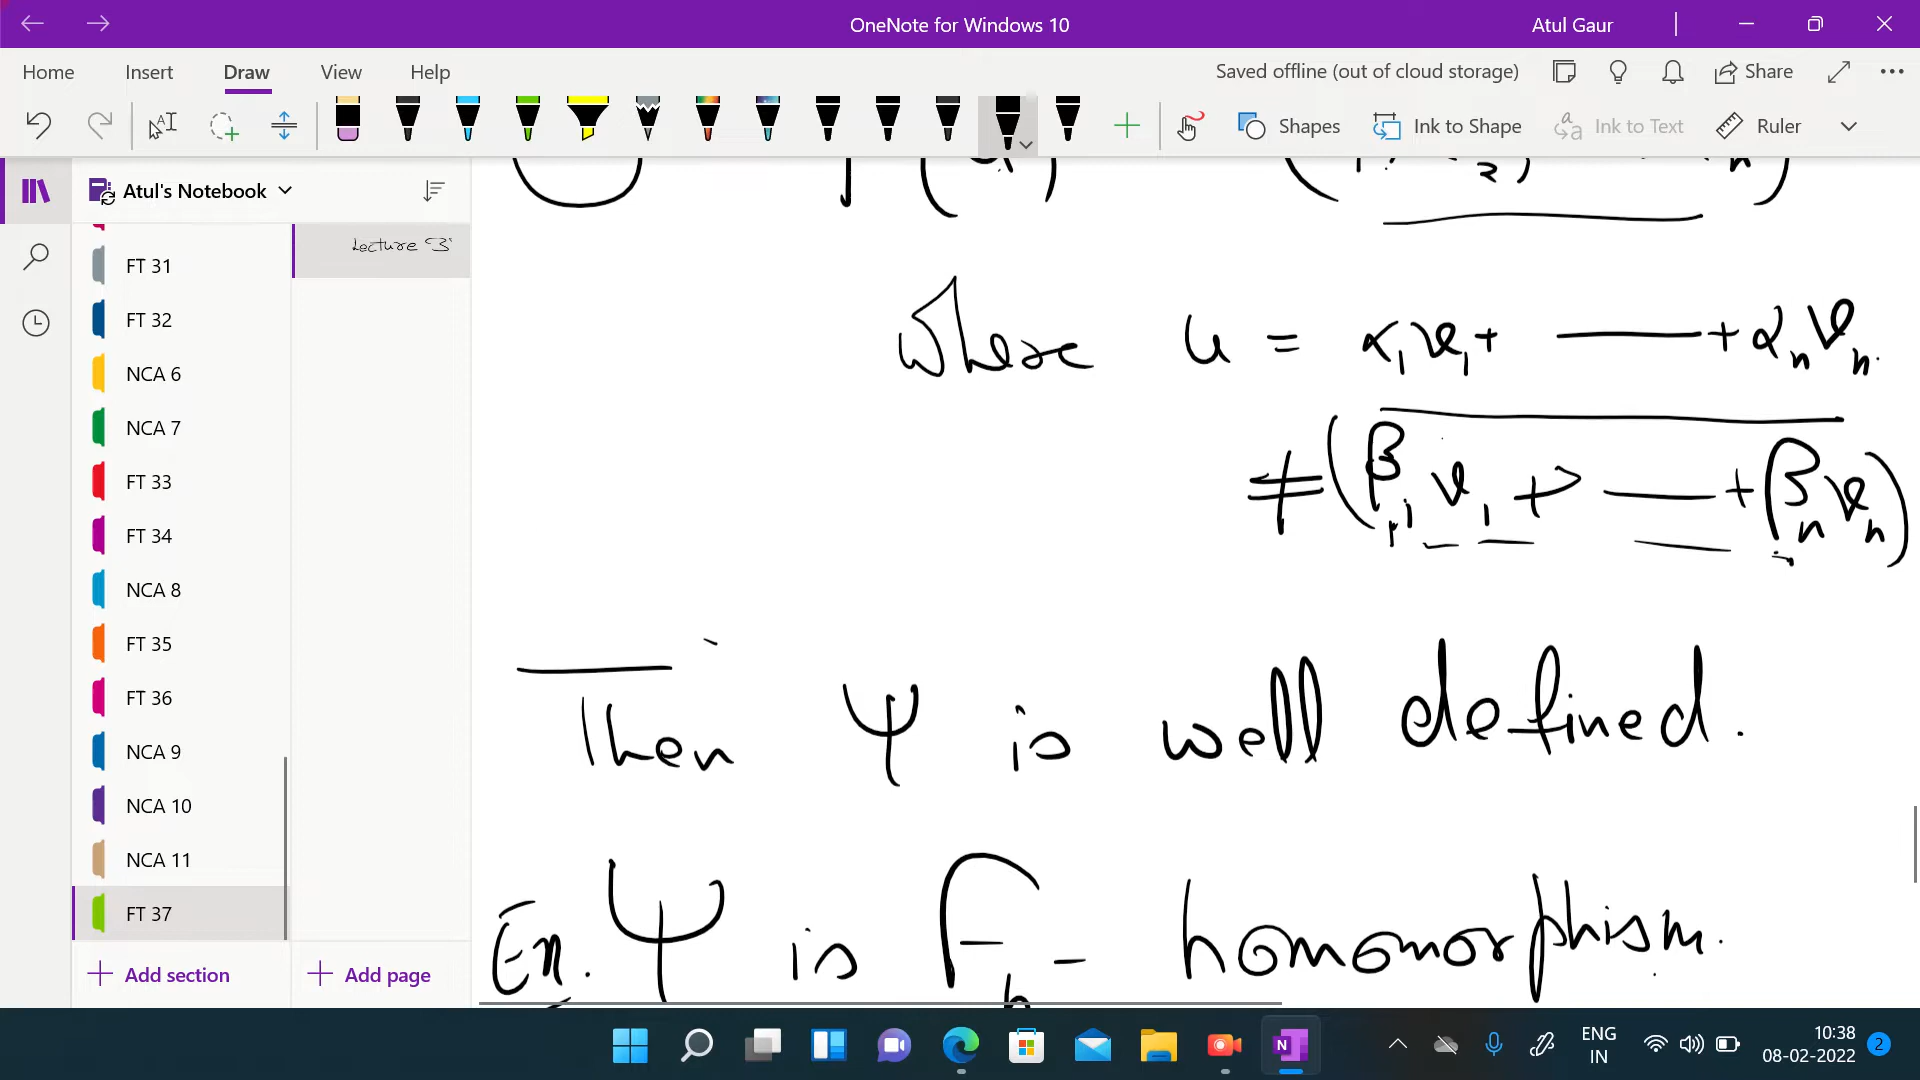 OneNote for Windows 10
Atul Gaur
Home Insert Draw View Help
Saved offline (out of cloud storage)
Share
Shapes
Ink to Shape
Ink to Text
Ruler
Atul's Notebook
FT 31
FT 32
NCA 6
NCA 7
FT 33
FT 34
NCA 8
FT 35
FT 36
NCA 9
NCA 10
NCA 11
FT 37
Add section
Lecture 3
Add page
where u = α₁v₁ + — + αₙvₙ.
≠ (β₁v₁ + — + βₙvₙ)
Then ψ is well defined.
Ex. ψ is F - homomorphism.
ENG
IN
10:38
08-02-2022
2